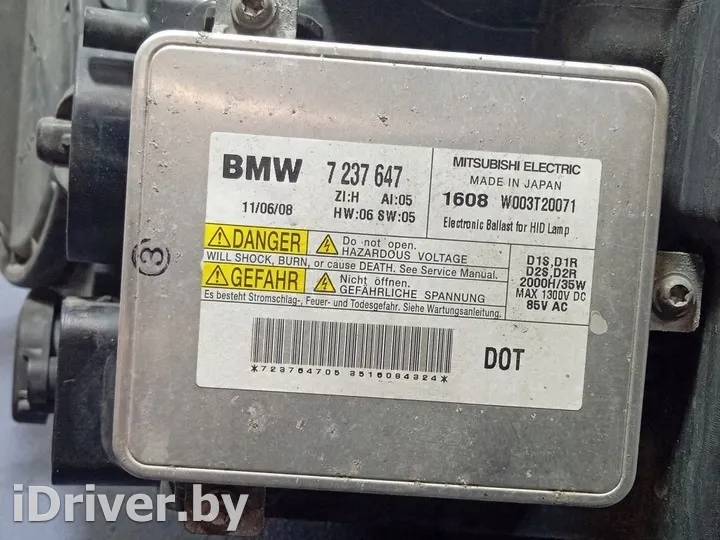 BMW 7 237 647
ZI:H AI:05
11/06/08 HW:06 SW:05
MITSUBISHI ELECTRIC
MADE IN JAPAN
1608 W003T20071
Electronic Ballast for HID Lamp
DANGER Do not open.
HAZARDOUS VOLTAGE
WILL SHOCK, BURN, or cause DEATH. See Service Manual.
GEFAHR Nicht öffnen.
GEFÄHRLICHE SPANNUNG
Es besteht Stromschlag-, Feuer- und Todesgefahr. Siehe Wartungsanleitung.
D1S,D1R
D2S,D2R
2000H/35W
MAX 1300V DC
85V AC
(3)
*723764705 3516084324*
DOT
iDriver.by